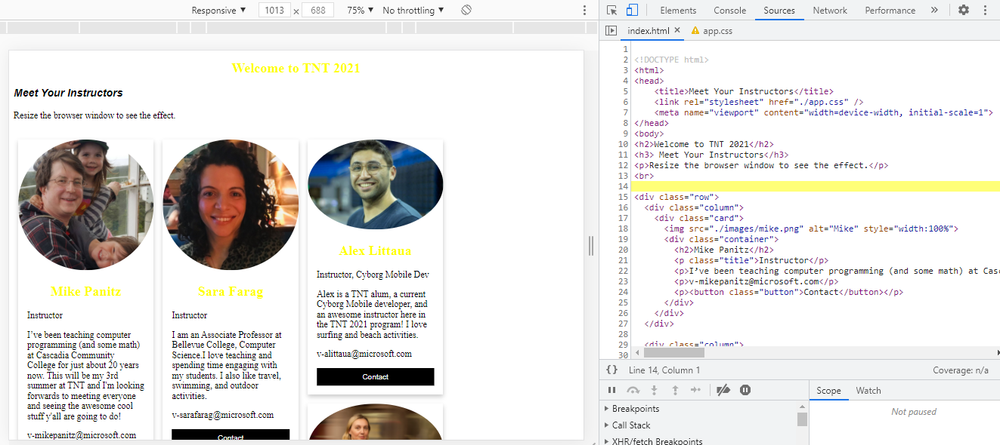 Responsive ▼ 1013 × 688 75% ▼ No throttling ▼
Elements Console Sources Network Performance »
index.html × app.css
Welcome to TNT 2021
Meet Your Instructors
Resize the browser window to see the effect.
Mike Panitz
Instructor
I've been teaching computer
programming (and some math)
at Cascadia Community
College for just about 20 years
now. This will be my 3rd
summer at TNT and I'm looking
forwards to meeting everyone
and seeing the awesome cool
stuff y'all are going to do!
v-mikepanitz@microsoft.com
Sara Farag
Instructor
I am an Associate Professor at
Bellevue College, Computer
Science.I love teaching and
spending time engaging with
my students. I also like travel,
swimming, and outdoor
activities.
v-sarafarag@microsoft.com
Contact
Alex Littaua
Instructor, Cyborg Mobile Dev
Alex is a TNT alum, a current
Cyborg Mobile developer, and
an awesome instructor here in
the TNT 2021 program! I love
surfing and beach activities.
v-alittaua@microsoft.com
Contact
1
2 <!DOCTYPE html>
3 <html>
4 <head>
5 <title>Meet Your Instructors</title>
6 <link rel="stylesheet" href="./app.css" />
7 <meta name="viewport" content="width=device-width, initial-scale=1">
8 </head>
9 <body>
10 <h2>Welcome to TNT 2021</h2>
11 <h3> Meet Your Instructors</h3>
12 <p>Resize the browser window to see the effect.</p>
13 <br>
14
15 <div class="row">
16 <div class="column">
17 <div class="card">
18 <img src="./images/mike.png" alt="Mike" style="width:100%">
19 <div class="container">
20 <h2>Mike Panitz</h2>
21 <p class="title">Instructor</p>
22 <p>I've been teaching computer programming (and some math) at Casc
23 <p>v-mikepanitz@microsoft.com</p>
24 <p><button class="button">Contact</button></p>
25 </div>
26 </div>
27 </div>
28
29 <div class="column">
30
{} Line 14, Column 1 Coverage: n/a
Scope Watch
Breakpoints
Call Stack
XHR/fetch Breakpoints
Not paused